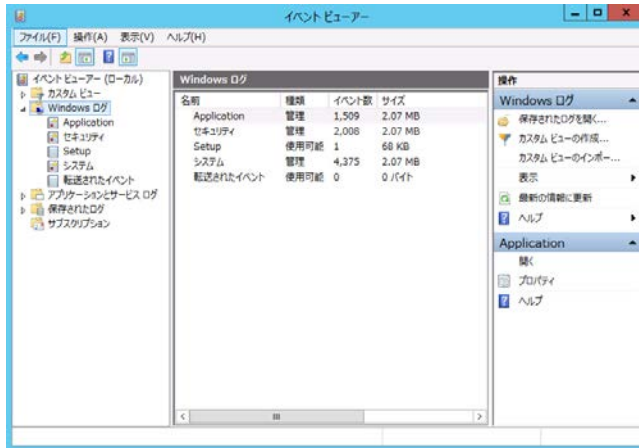 イベント ビューアー
ファイル(F) 操作(A) 表示(V) ヘルプ(H)
イベント ビューアー (ローカル)
カスタム ビュー
Windows ログ
Application
セキュリティ
Setup
システム
転送されたイベント
アプリケーションとサービス ログ
保存されたログ
サブスクリプション
Windows ログ
名前 種類 イベント数 サイズ
Application 管理 1,509 2.07 MB
セキュリティ 管理 2,008 2.07 MB
Setup 使用可能 1 68 KB
システム 管理 4,375 2.07 MB
転送されたイベント 使用可能 0 0 バイト
操作
Windows ログ
保存されたログを開く...
カスタム ビューの作成...
カスタム ビューのインポー...
表示
最新の情報に更新
ヘルプ
Application
開く
プロパティ
ヘルプ